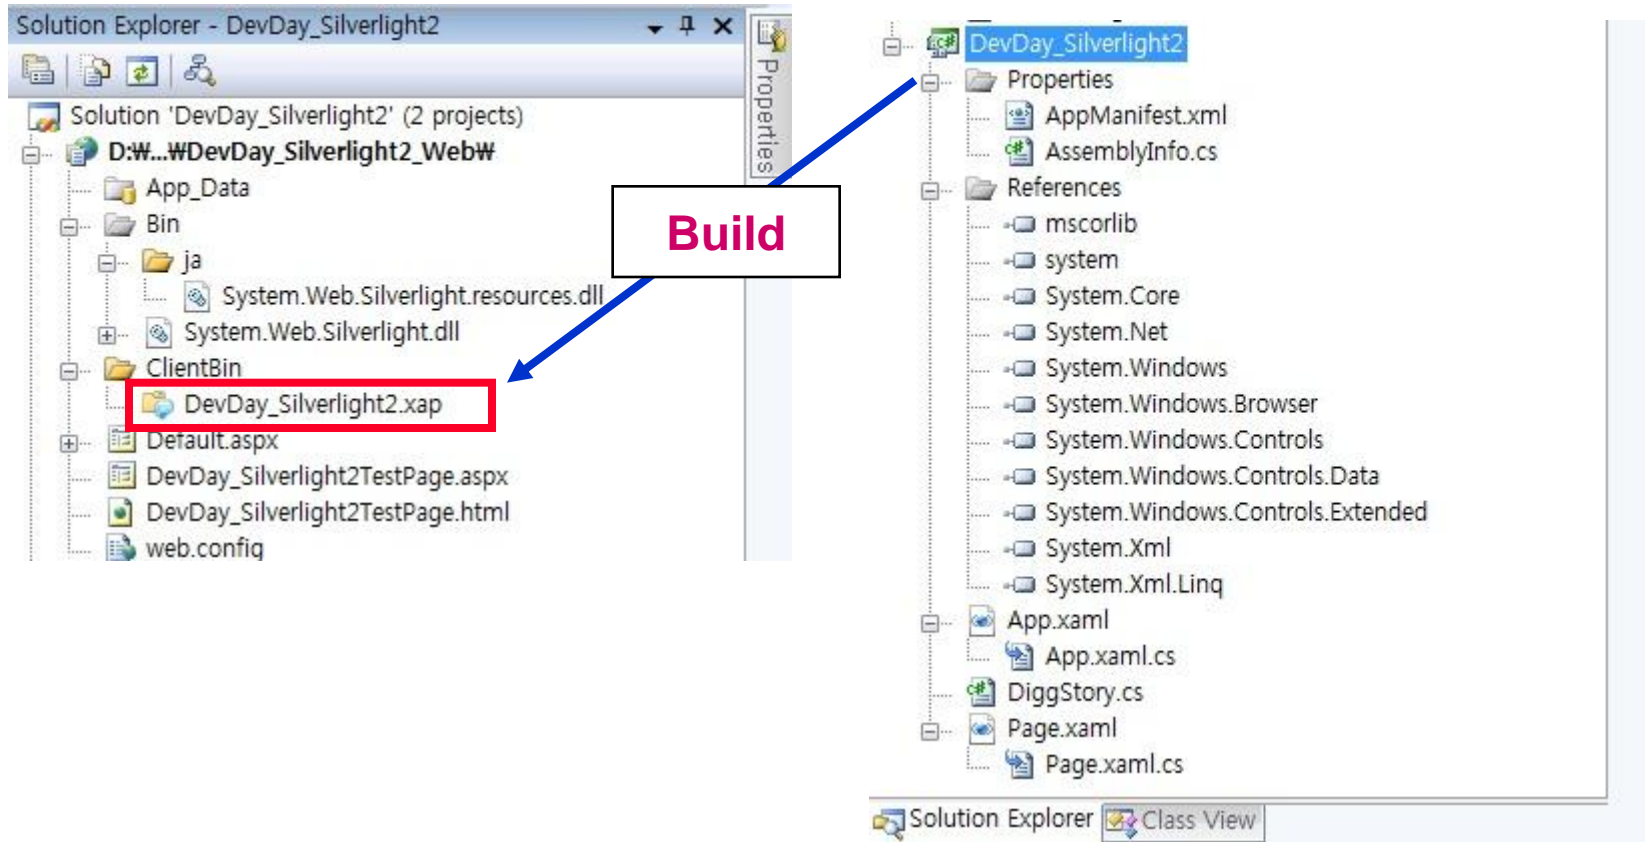 Solution Explorer - DevDay_Silverlight2
Properties
Solution 'DevDay_Silverlight2' (2 projects)
D:₩...₩DevDay_Silverlight2_Web₩
App_Data
Bin
ja
System.Web.Silverlight.resources.dll
System.Web.Silverlight.dll
ClientBin
DevDay_Silverlight2.xap
Default.aspx
DevDay_Silverlight2TestPage.aspx
DevDay_Silverlight2TestPage.html
web.config
Build
DevDay_Silverlight2
Properties
AppManifest.xml
AssemblyInfo.cs
References
mscorlib
system
System.Core
System.Net
System.Windows
System.Windows.Browser
System.Windows.Controls
System.Windows.Controls.Data
System.Windows.Controls.Extended
System.Xml
System.Xml.Linq
App.xaml
App.xaml.cs
DiggStory.cs
Page.xaml
Page.xaml.cs
Solution Explorer
Class View